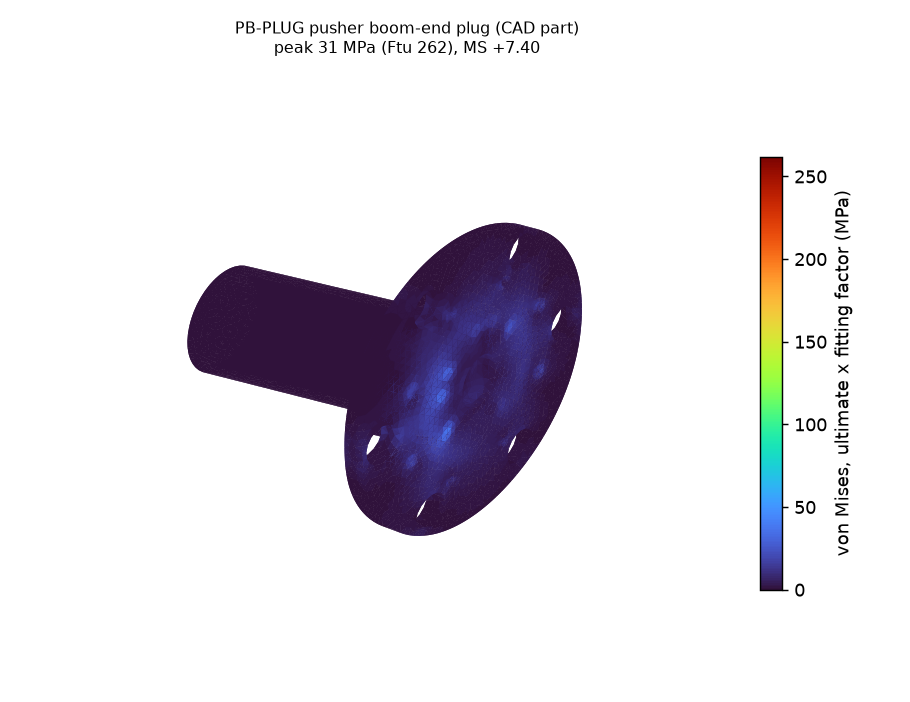 PB-PLUG pusher boom-end plug (CAD part)
peak 31 MPa (Ftu 262), MS +7.40
250
200
150
100
50
0
von Mises, ultimate x fitting factor (MPa)